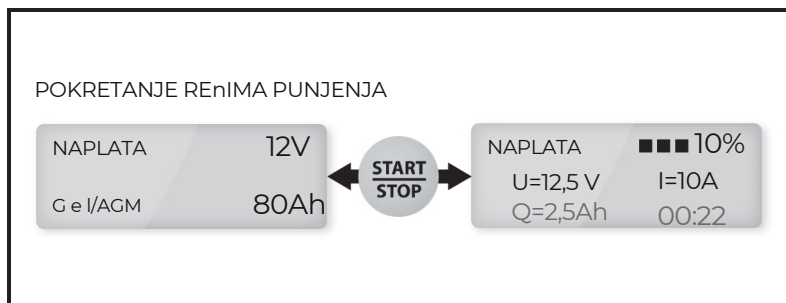 POKRETANJE REnIMA PUNJENJA
NAPLATA 12V
G e l/AGM 80Ah
START
STOP
NAPLATA ■■■10%
U=12,5 V I=10A
Q=2,5Ah 00:22